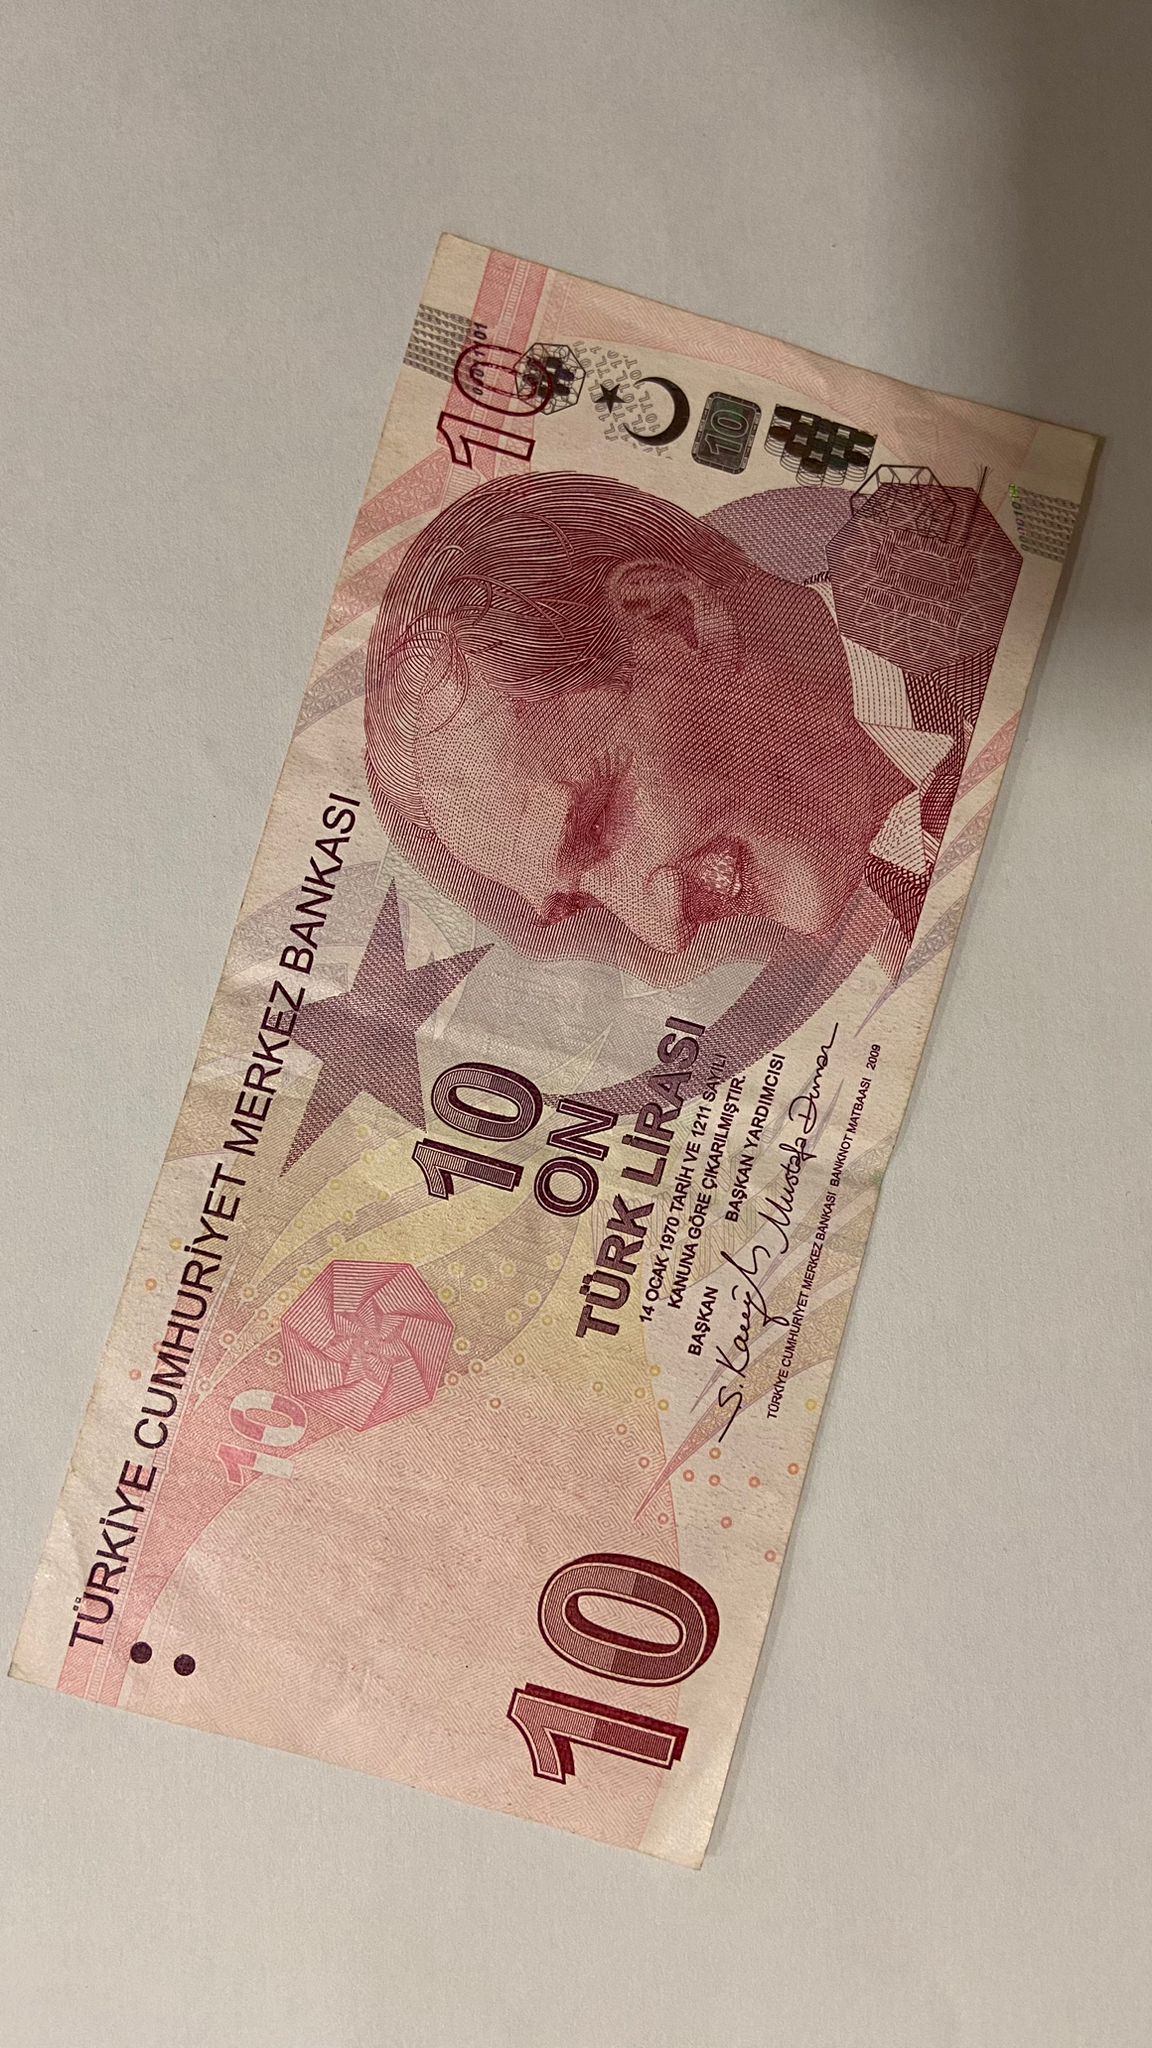 TÜRKİYE CUMHURİYET MERKEZ BANKASI
10
10
10
ON
TÜRK LİRASI
14 OCAK 1970 TARİH VE 1211 SAYILI
KANUNA GÖRE ÇIKARILMIŞTIR.
BAŞKAN BAŞKAN YARDIMCISI
TÜRKİYE CUMHURİYET MERKEZ BANKASI BANKNOT MATBAASI 2009
10
10